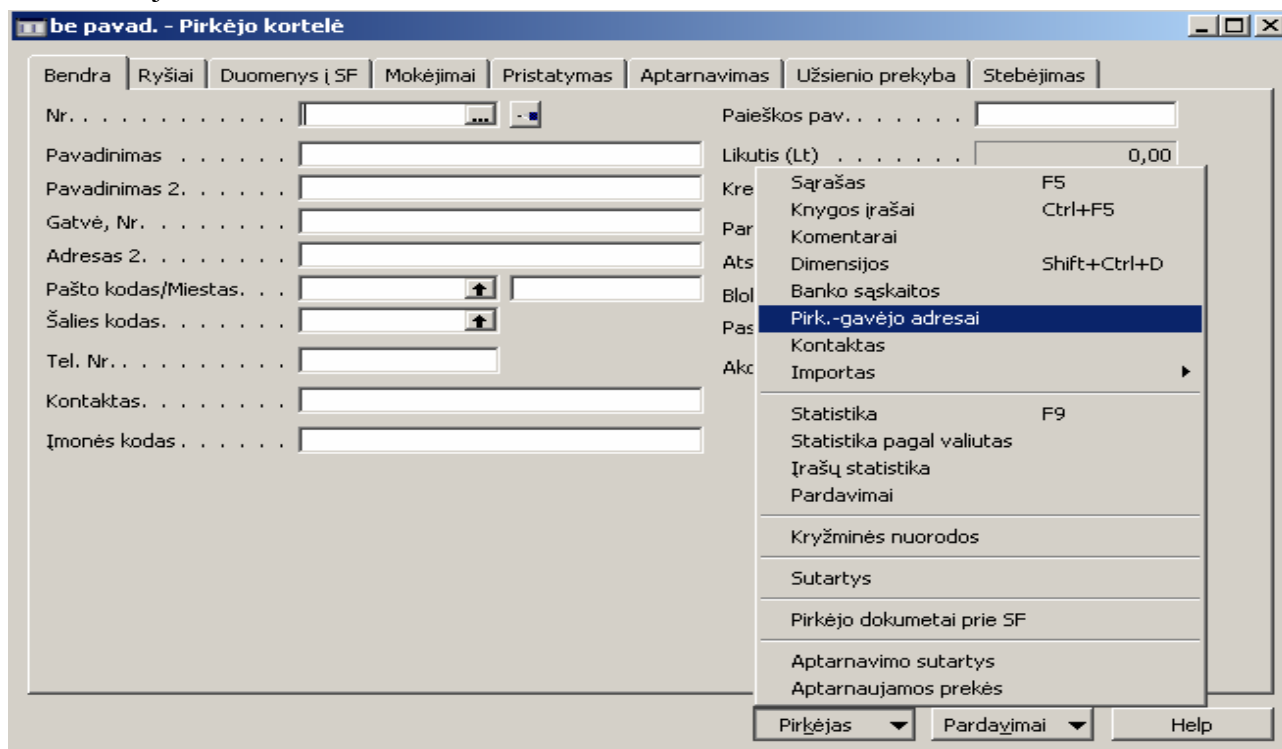 be pavad. - Pirkėjo kortelė
Bendra Ryšiai Duomenys į SF Mokėjimai Pristatymas Aptarnavimas Užsienio prekyba Stebėjimas
Nr. . . . . . . . . . . . . ...
Pavadinimas . . . . . .
Pavadinimas 2. . . . . .
Gatvė, Nr. . . . . . . .
Adresas 2. . . . . . . .
Pašto kodas/Miestas. . .
Šalies kodas. . . . . . .
Tel. Nr. . . . . . . . . .
Kontaktas. . . . . . . .
Įmonės kodas . . . . . .
Paieškos pav. . . . . . .
Likutis (Lt) . . . . . . . 0,00
Kre
Par
Ats
Blol
Pas
Akc
Sąrašas F5
Knygos įrašai Ctrl+F5
Komentarai
Dimensijos Shift+Ctrl+D
Banko sąskaitos
Pirk.-gavėjo adresai
Kontaktas
Importas
Statistika F9
Statistika pagal valiutas
Įrašų statistika
Pardavimai
Kryžminės nuorodos
Sutartys
Pirkėjo dokumetai prie SF
Aptarnavimo sutartys
Aptarnaujamos prekės
Pirkėjas Pardavimai Help